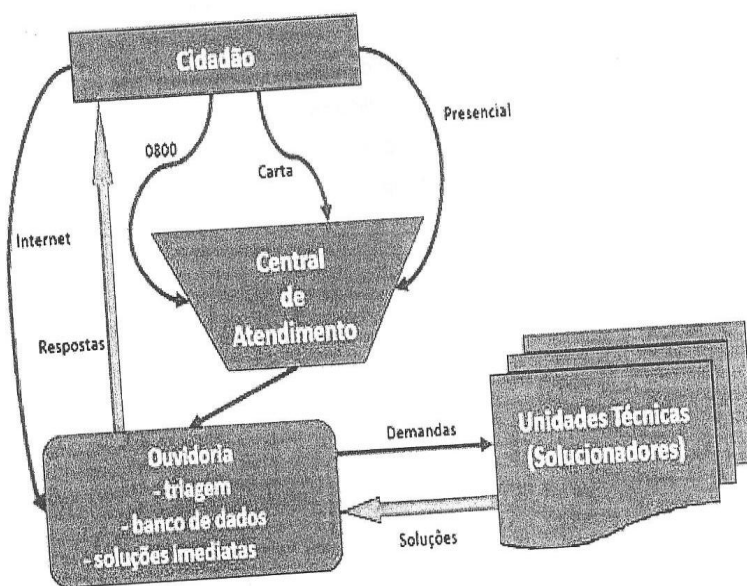 Cidadão
Presencial
0800
Carta
Internet
Central
de
Atendimento
Respostas
Unidades Técnicas
(Solucionadores)
Demandas
Ouvidoria
- triagem
- banco de dados
- soluções Imediatas
Soluções